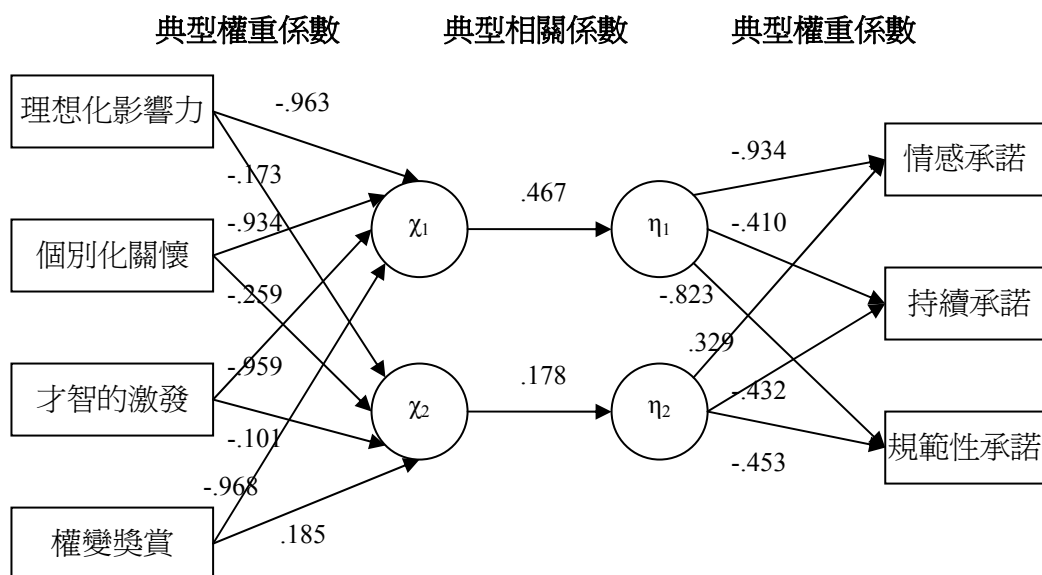 典型權重係數 典型相關係數 典型權重係數
理想化影響力
-.963
-.173
個別化關懷
-.934
-.259
才智的激發
-.959
-.101
權變獎賞
-.968
.185
χ1
χ2
.467
.178
η1
η2
-.934
-.410
-.823
.329
-.432
-.453
情感承諾
持續承諾
規範性承諾